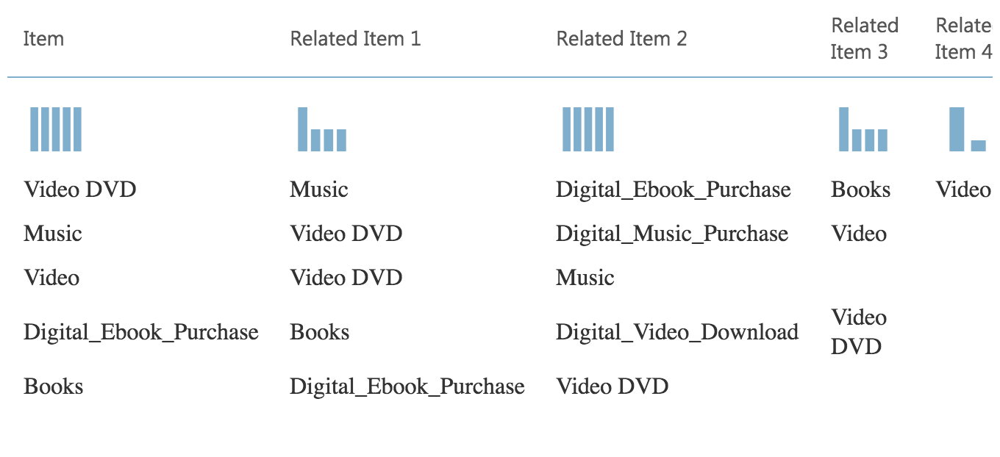 Item Related Item 1 Related Item 2 Related Item 3 Item 4
Video DVD Music Digital_Ebook_Purchase Books Video
Music Video DVD Digital_Music_Purchase Video
Video Video DVD Music
Digital_Ebook_Purchase Books Digital_Video_Download Video DVD
Books Digital_Ebook_Purchase Video DVD